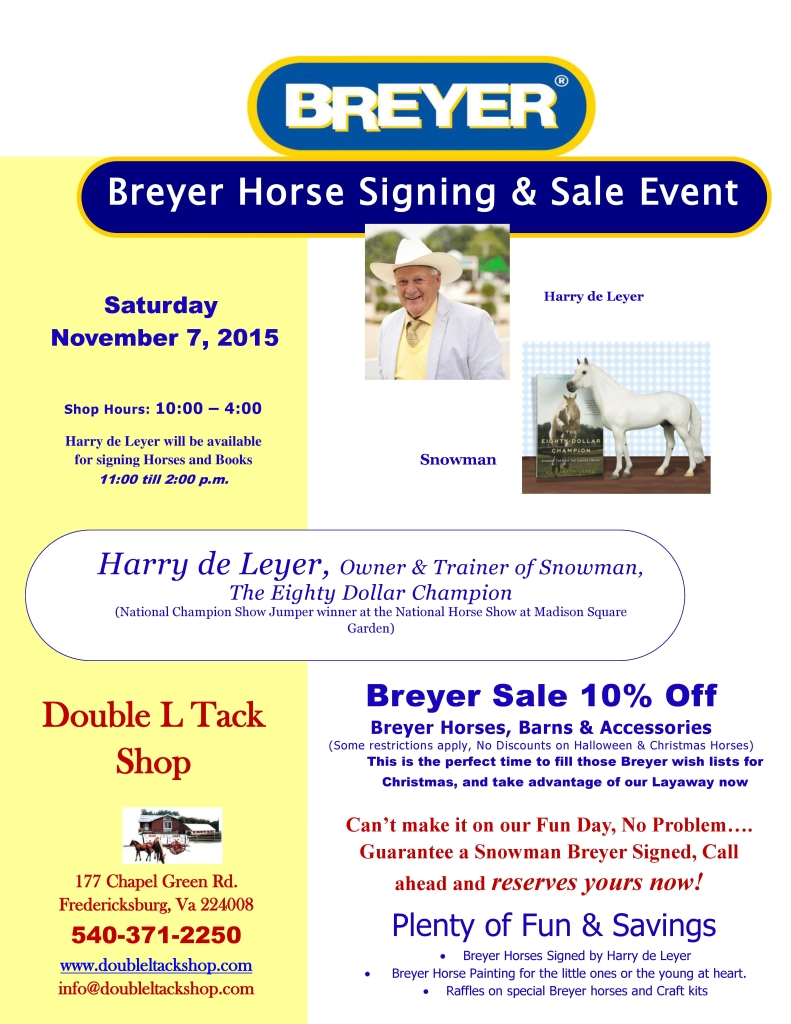 BREYER®
Breyer Horse Signing & Sale Event
Saturday
November 7, 2015
Shop Hours: 10:00 – 4:00
Harry de Leyer will be available
for signing Horses and Books
11:00 till 2:00 p.m.
Harry de Leyer
THE
EIGHTY-DOLLAR
CHAMPION
Snowman
Harry de Leyer, Owner & Trainer of Snowman,
The Eighty Dollar Champion
(National Champion Show Jumper winner at the National Horse Show at Madison Square
Garden)
Double L Tack
Shop
177 Chapel Green Rd.
Fredericksburg, Va 224008
540-371-2250
www.doubleltackshop.com
info@doubleltackshop.com
Breyer Sale 10% Off
Breyer Horses, Barns & Accessories
(Some restrictions apply, No Discounts on Halloween & Christmas Horses)
This is the perfect time to fill those Breyer wish lists for
Christmas, and take advantage of our Layaway now
Can’t make it on our Fun Day, No Problem….
Guarantee a Snowman Breyer Signed, Call
ahead and reserves yours now!
Plenty of Fun & Savings
• Breyer Horses Signed by Harry de Leyer
• Breyer Horse Painting for the little ones or the young at heart.
• Raffles on special Breyer horses and Craft kits